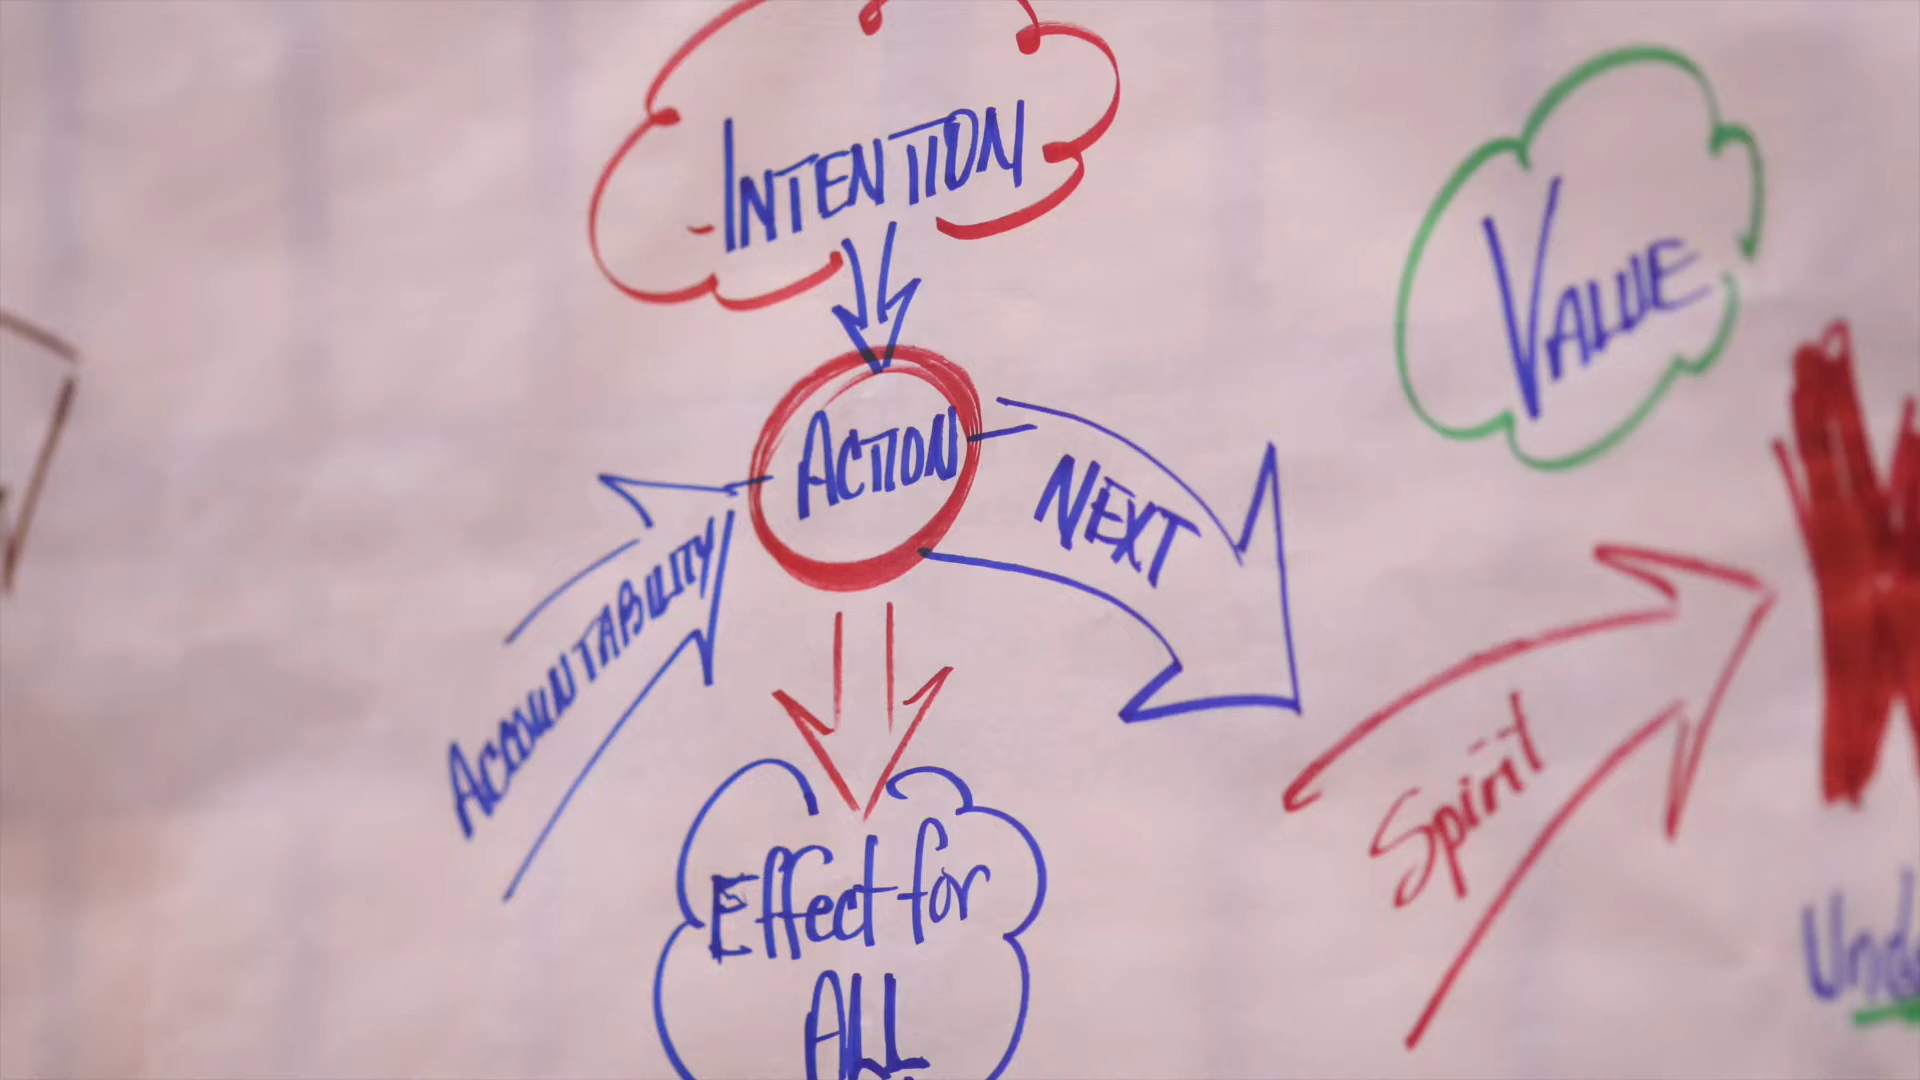 INTENTION
VALUE
ACTION
NEXT
ACCOUNTABILITY
Spirit
Effect for
ALL